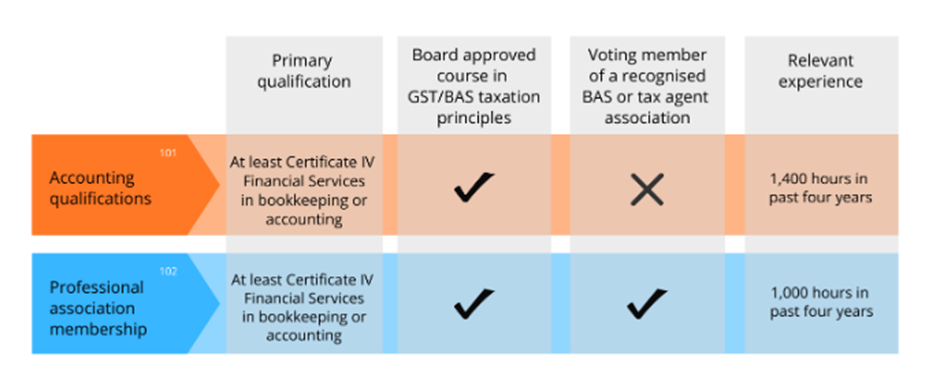 Primary
qualification
Board approved
course in
GST/BAS taxation
principles
Voting member
of a recognised
BAS or tax agent
association
Relevant
experience
101
Accounting
qualifications
At least Certificate IV
Financial Services
in bookkeeping or
accounting
1,400 hours in
past four years
102
Professional
association
membership
At least Certificate IV
Financial Services
in bookkeeping or
accounting
1,000 hours in
past four years